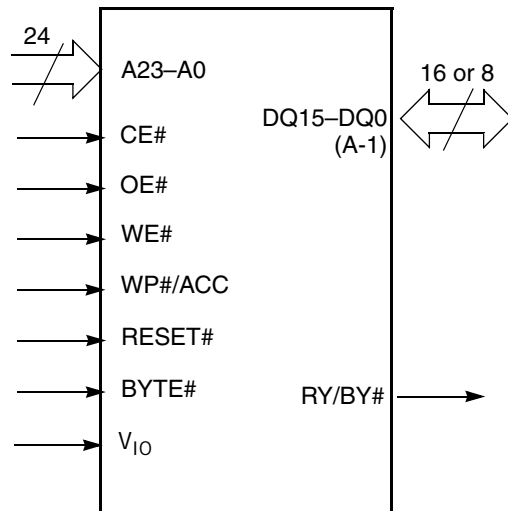 24
A23–A0
16 or 8
CE#
DQ15–DQ0
(A-1)
OE#
WE#
WP#/ACC
RESET#
BYTE#
RY/BY#
VIO